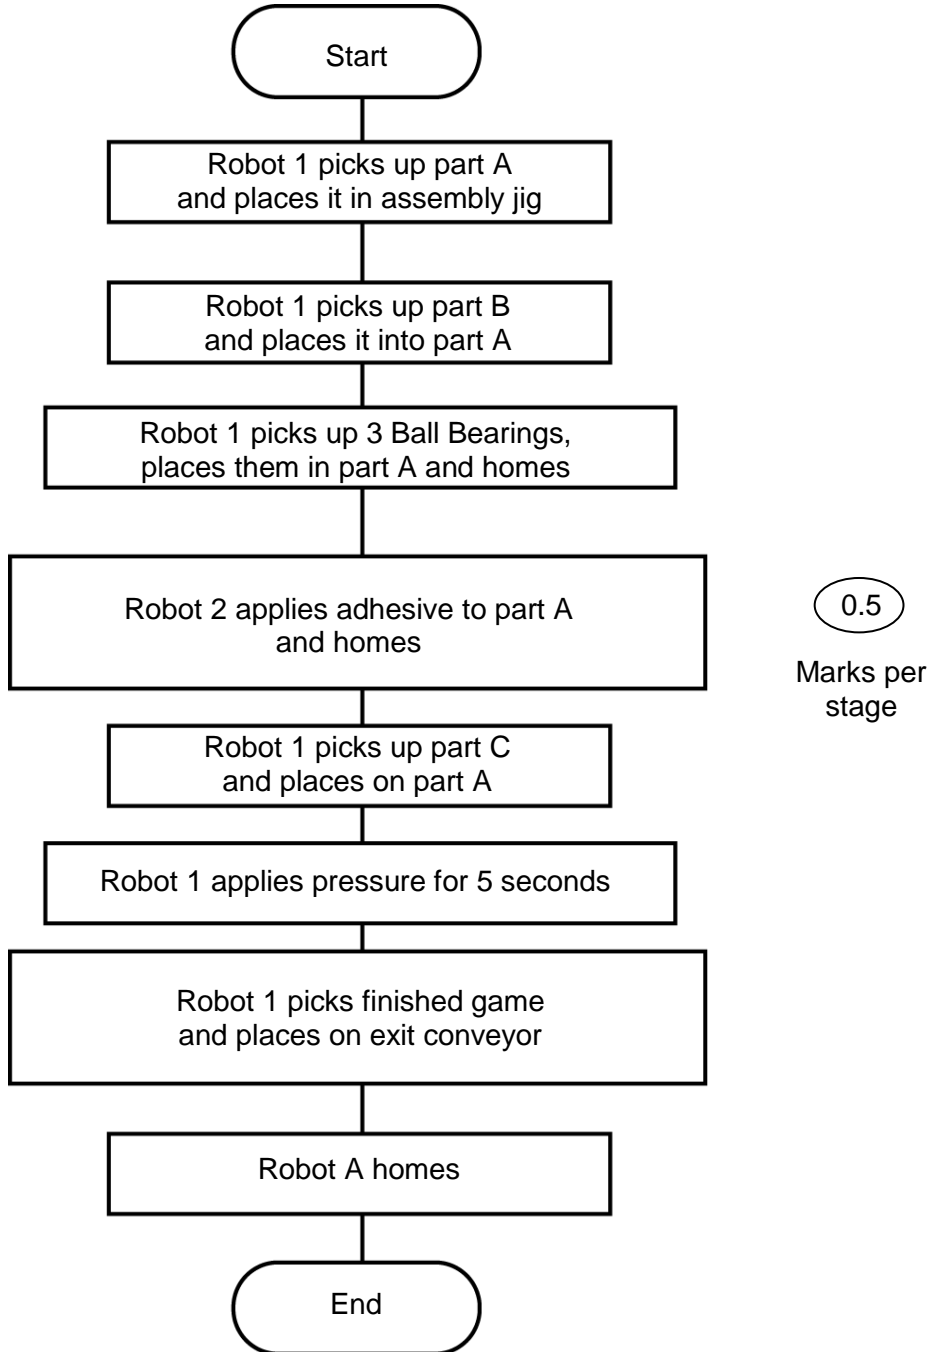 Start
Robot 1 picks up part A
and places it in assembly jig
Robot 1 picks up part B
and places it into part A
Robot 1 picks up 3 Ball Bearings,
places them in part A and homes
Robot 2 applies adhesive to part A
and homes
0.5
Marks per
stage
Robot 1 picks up part C
and places on part A
Robot 1 applies pressure for 5 seconds
Robot 1 picks finished game
and places on exit conveyor
Robot A homes
End